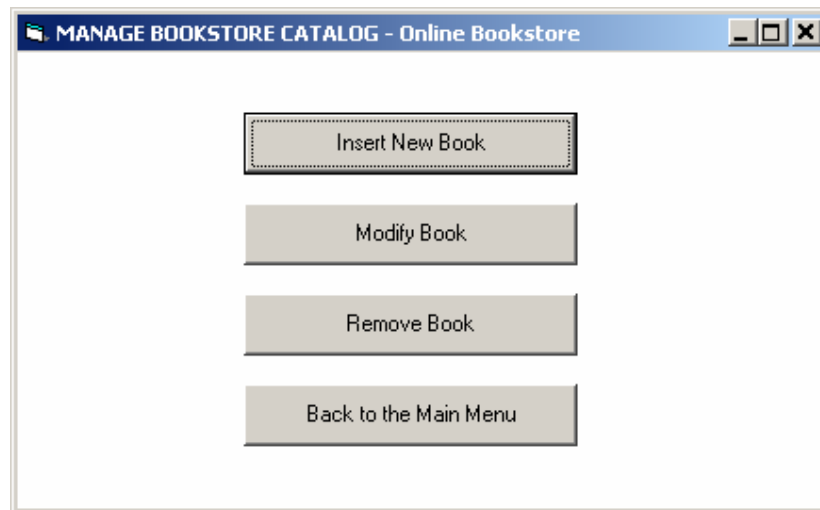 MANAGE BOOKSTORE CATALOG - Online Bookstore
Insert New Book
Modify Book
Remove Book
Back to the Main Menu